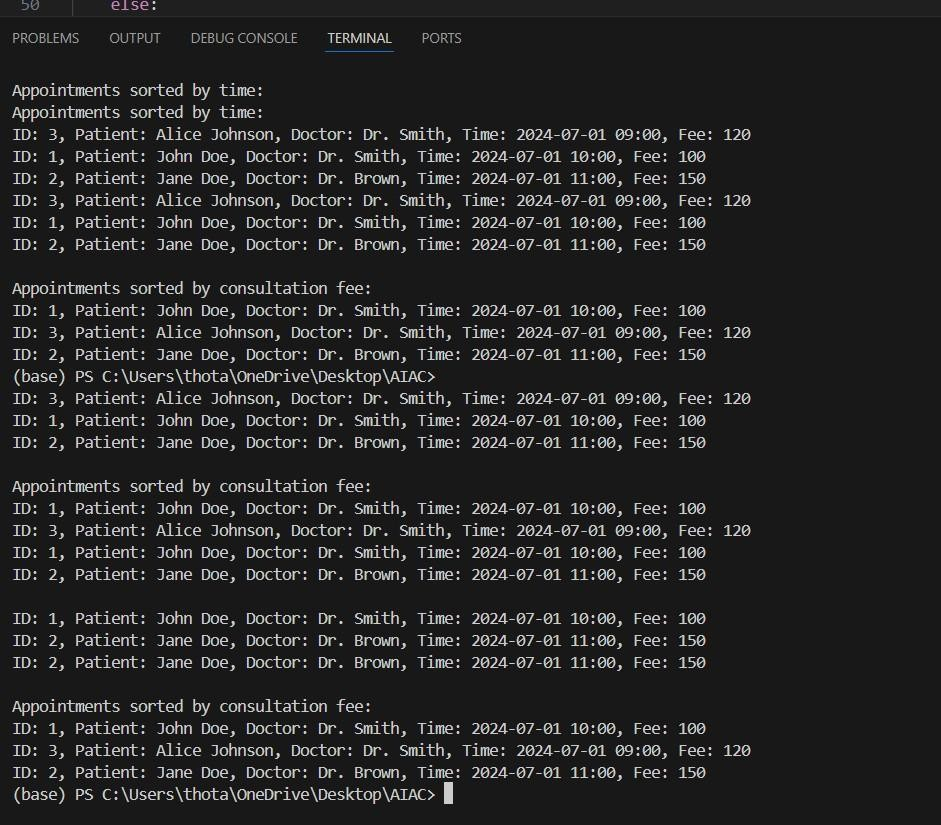 50 else:
PROBLEMS OUTPUT DEBUG CONSOLE TERMINAL PORTS
Appointments sorted by time:
Appointments sorted by time:
ID: 3, Patient: Alice Johnson, Doctor: Dr. Smith, Time: 2024-07-01 09:00, Fee: 120
ID: 1, Patient: John Doe, Doctor: Dr. Smith, Time: 2024-07-01 10:00, Fee: 100
ID: 2, Patient: Jane Doe, Doctor: Dr. Brown, Time: 2024-07-01 11:00, Fee: 150
ID: 3, Patient: Alice Johnson, Doctor: Dr. Smith, Time: 2024-07-01 09:00, Fee: 120
ID: 1, Patient: John Doe, Doctor: Dr. Smith, Time: 2024-07-01 10:00, Fee: 100
ID: 2, Patient: Jane Doe, Doctor: Dr. Brown, Time: 2024-07-01 11:00, Fee: 150
Appointments sorted by consultation fee:
ID: 1, Patient: John Doe, Doctor: Dr. Smith, Time: 2024-07-01 10:00, Fee: 100
ID: 3, Patient: Alice Johnson, Doctor: Dr. Smith, Time: 2024-07-01 09:00, Fee: 120
ID: 2, Patient: Jane Doe, Doctor: Dr. Brown, Time: 2024-07-01 11:00, Fee: 150
(base) PS C:\Users\thota\OneDrive\Desktop\AIAC>
ID: 3, Patient: Alice Johnson, Doctor: Dr. Smith, Time: 2024-07-01 09:00, Fee: 120
ID: 1, Patient: John Doe, Doctor: Dr. Smith, Time: 2024-07-01 10:00, Fee: 100
ID: 2, Patient: Jane Doe, Doctor: Dr. Brown, Time: 2024-07-01 11:00, Fee: 150
Appointments sorted by consultation fee:
ID: 1, Patient: John Doe, Doctor: Dr. Smith, Time: 2024-07-01 10:00, Fee: 100
ID: 3, Patient: Alice Johnson, Doctor: Dr. Smith, Time: 2024-07-01 09:00, Fee: 120
ID: 1, Patient: John Doe, Doctor: Dr. Smith, Time: 2024-07-01 10:00, Fee: 100
ID: 2, Patient: Jane Doe, Doctor: Dr. Brown, Time: 2024-07-01 11:00, Fee: 150
ID: 1, Patient: John Doe, Doctor: Dr. Smith, Time: 2024-07-01 10:00, Fee: 100
ID: 2, Patient: Jane Doe, Doctor: Dr. Brown, Time: 2024-07-01 11:00, Fee: 150
ID: 2, Patient: Jane Doe, Doctor: Dr. Brown, Time: 2024-07-01 11:00, Fee: 150
Appointments sorted by consultation fee:
ID: 1, Patient: John Doe, Doctor: Dr. Smith, Time: 2024-07-01 10:00, Fee: 100
ID: 3, Patient: Alice Johnson, Doctor: Dr. Smith, Time: 2024-07-01 09:00, Fee: 120
ID: 2, Patient: Jane Doe, Doctor: Dr. Brown, Time: 2024-07-01 11:00, Fee: 150
(base) PS C:\Users\thota\OneDrive\Desktop\AIAC>